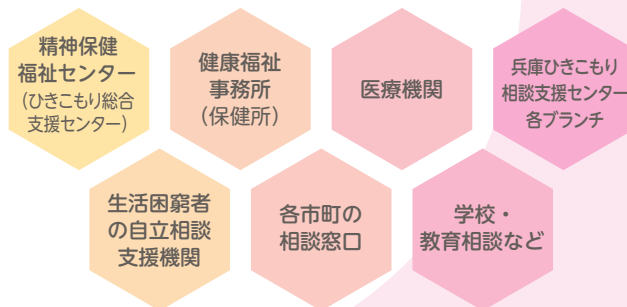 精神保健
福祉センター
(ひきこもり総合
支援センター)
健康福祉
事務所
(保健所)
医療機関
兵庫ひきこもり
相談支援センター
各ブランチ
生活困窮者
の自立相談
支援機関
各市町の
相談窓口
学校・
教育相談など